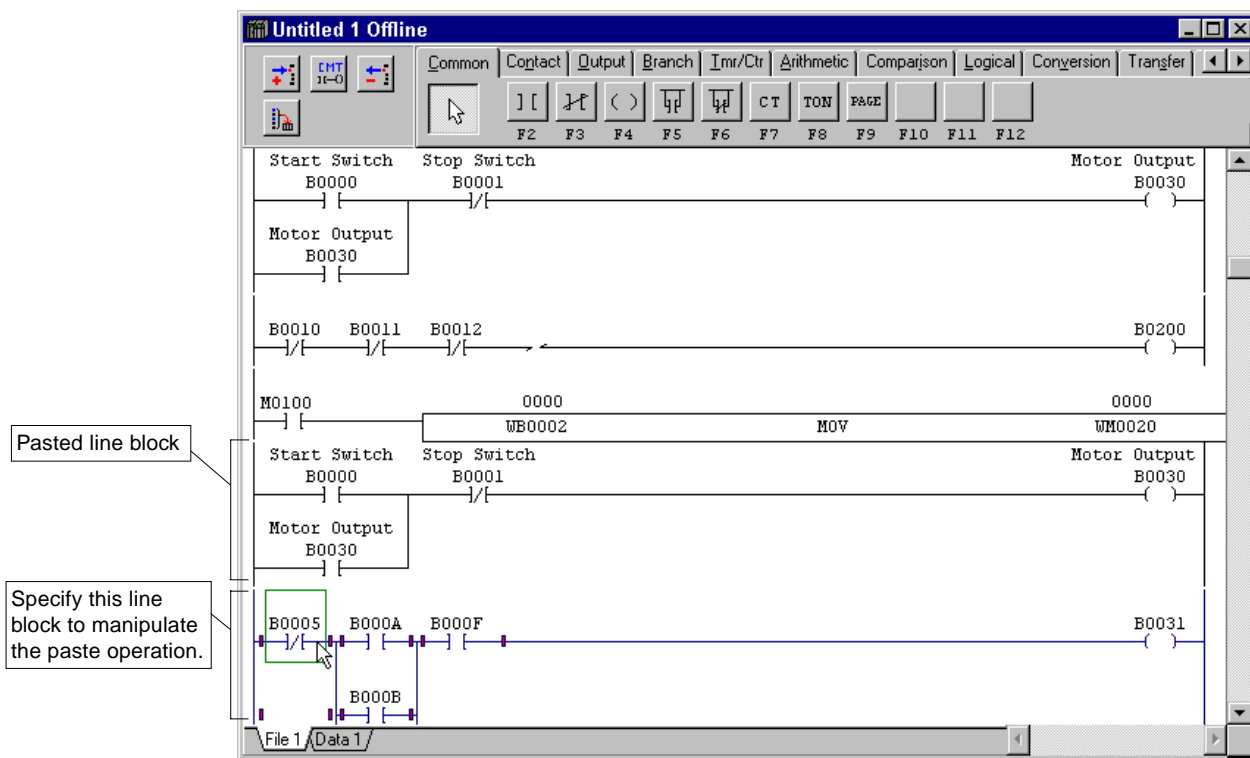 Untitled 1 Offline
CMT
Common Contact Output Branch Tmr/Ctr Arithmetic Comparison Logical Conversion Transfer
CT TON PAGE
F2 F3 F4 F5 F6 F7 F8 F9 F10 F11 F12
Start Switch Stop Switch Motor Output
B0000 B0001 B0030
Motor Output
B0030
B0010 B0011 B0012 B0200
M0100 0000 0000
WB0002 MOV WM0020
Pasted line block
Start Switch Stop Switch Motor Output
B0000 B0001 B0030
Motor Output
B0030
Specify this line
block to manipulate
the paste operation.
B0005 B000A B000F B0031
B000B
File 1 Data 1